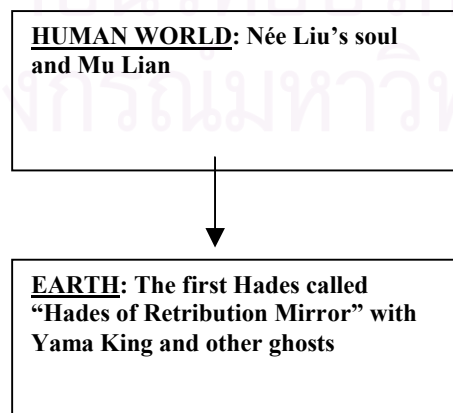 HUMAN WORLD: Née Liu’s soul
and Mu Lian
EARTH: The first Hades called
“Hades of Retribution Mirror” with
Yama King and other ghosts